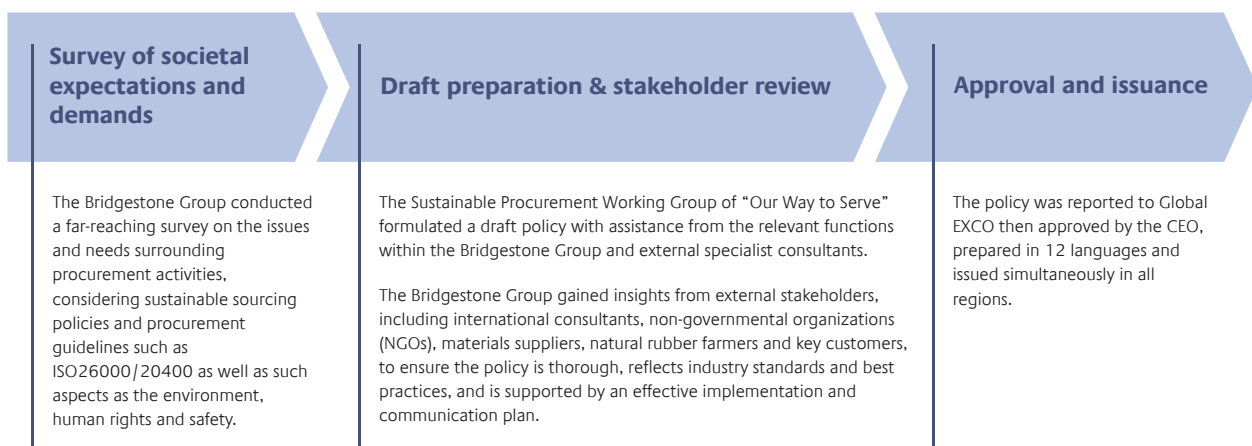 Survey of societal
expectations and
demands
The Bridgestone Group conducted
a far-reaching survey on the issues
and needs surrounding
procurement activities,
considering sustainable sourcing
policies and procurement
guidelines such as
ISO26000/20400 as well as such
aspects as the environment,
human rights and safety.
Draft preparation & stakeholder review
The Sustainable Procurement Working Group of “Our Way to Serve”
formulated a draft policy with assistance from the relevant functions
within the Bridgestone Group and external specialist consultants.
The Bridgestone Group gained insights from external stakeholders,
including international consultants, non-governmental organizations
(NGOs), materials suppliers, natural rubber farmers and key customers,
to ensure the policy is thorough, reflects industry standards and best
practices, and is supported by an effective implementation and
communication plan.
Approval and issuance
The policy was reported to Global
EXCO then approved by the CEO,
prepared in 12 languages and
issued simultaneously in all
regions.